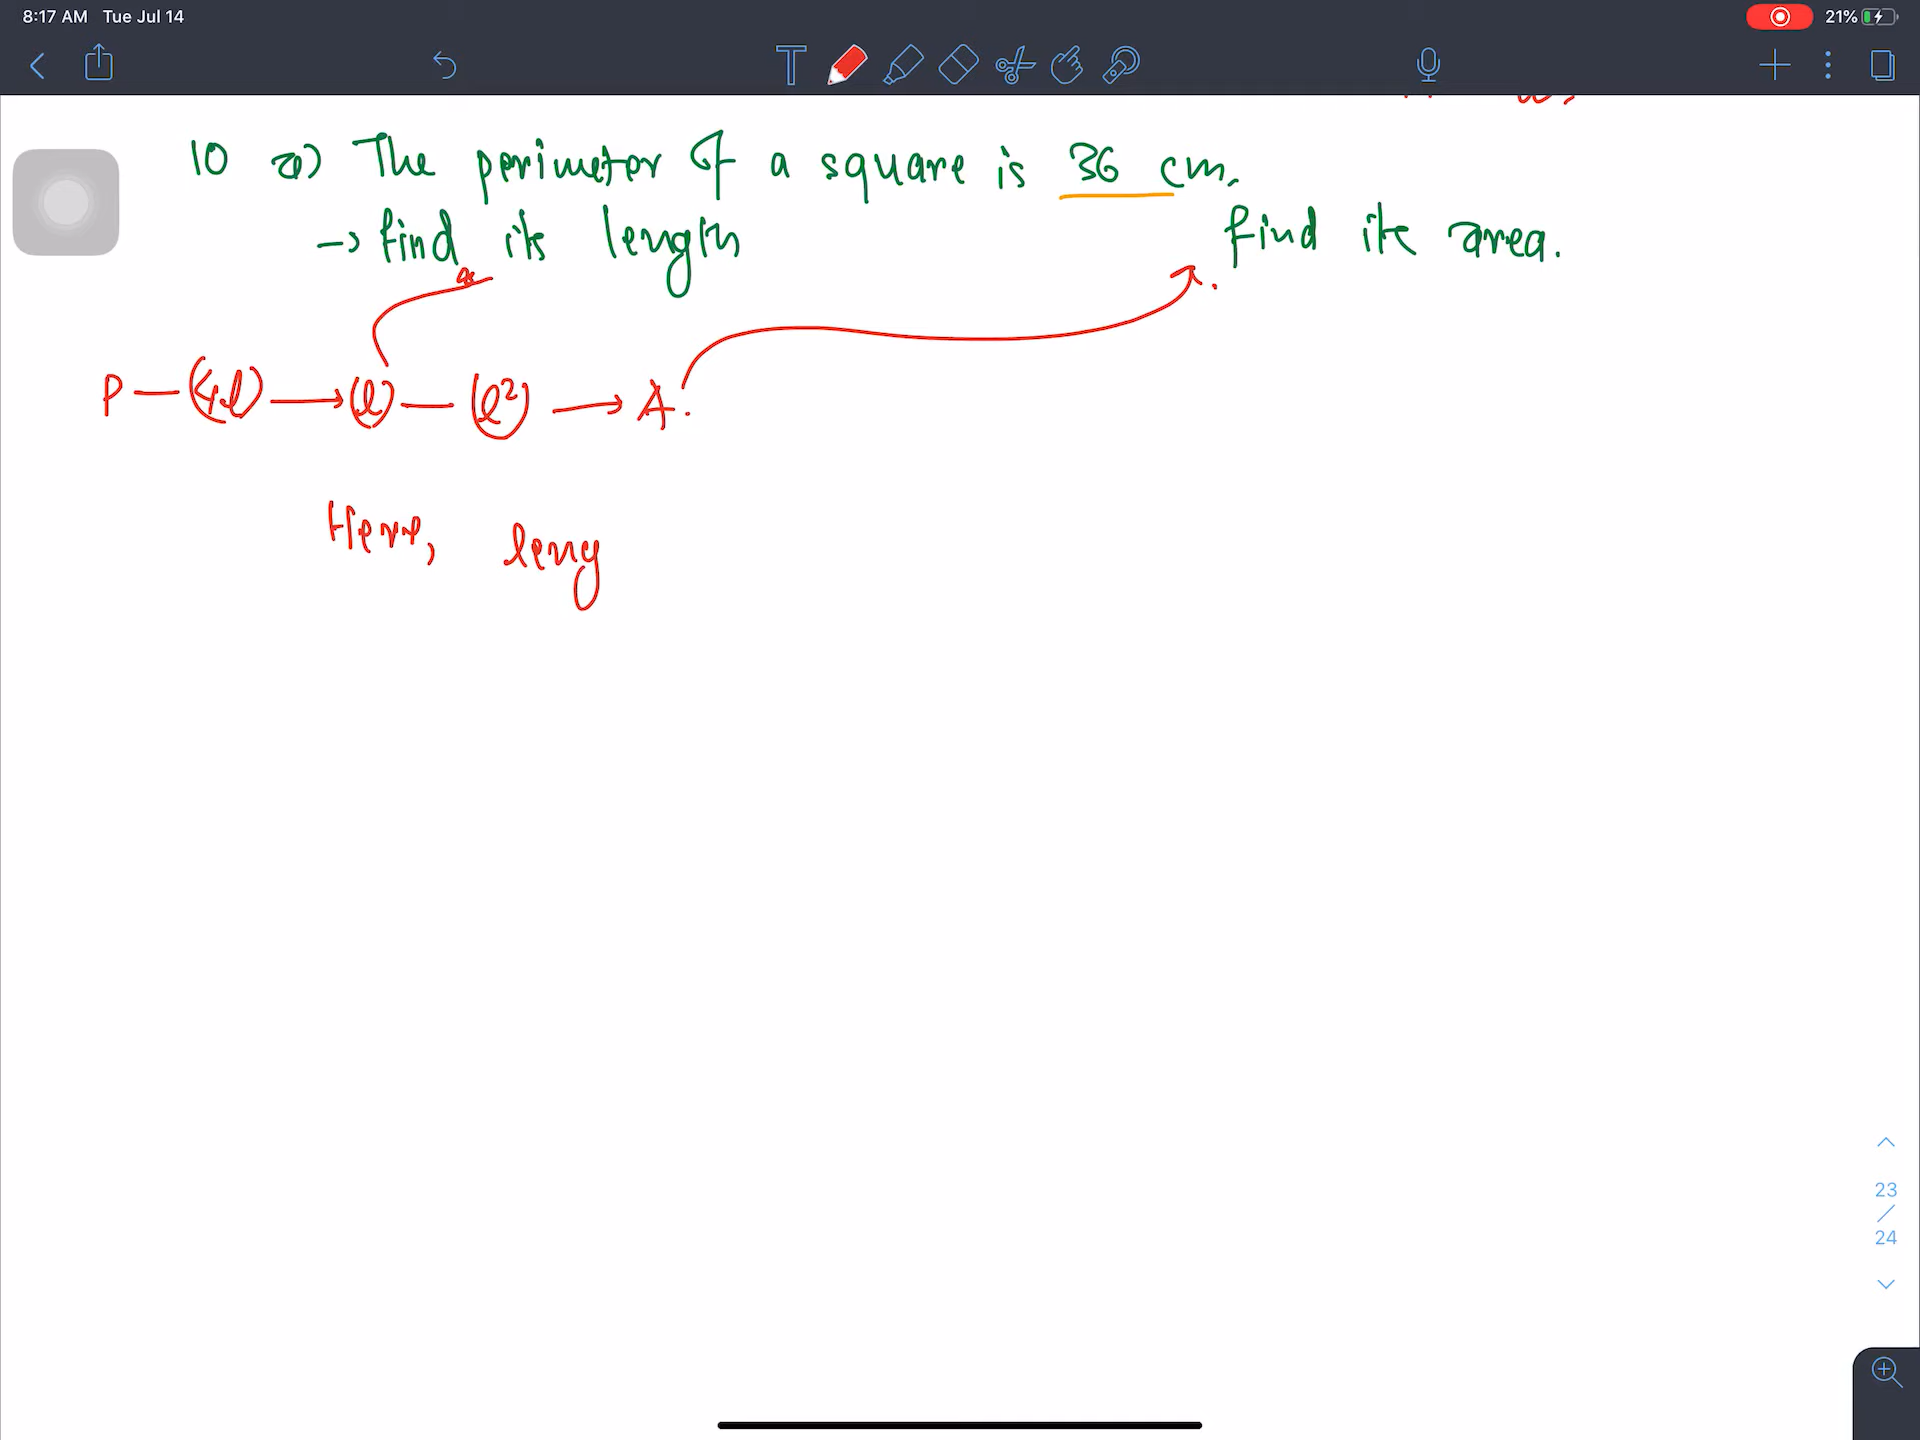 8:17 AM Tue Jul 14
21%
10 a) The perimeter of a square is 36 cm.
→ find its length
find its area.
P — (4l) → (l) — (l²) → A.
Here, leng
23
/
24